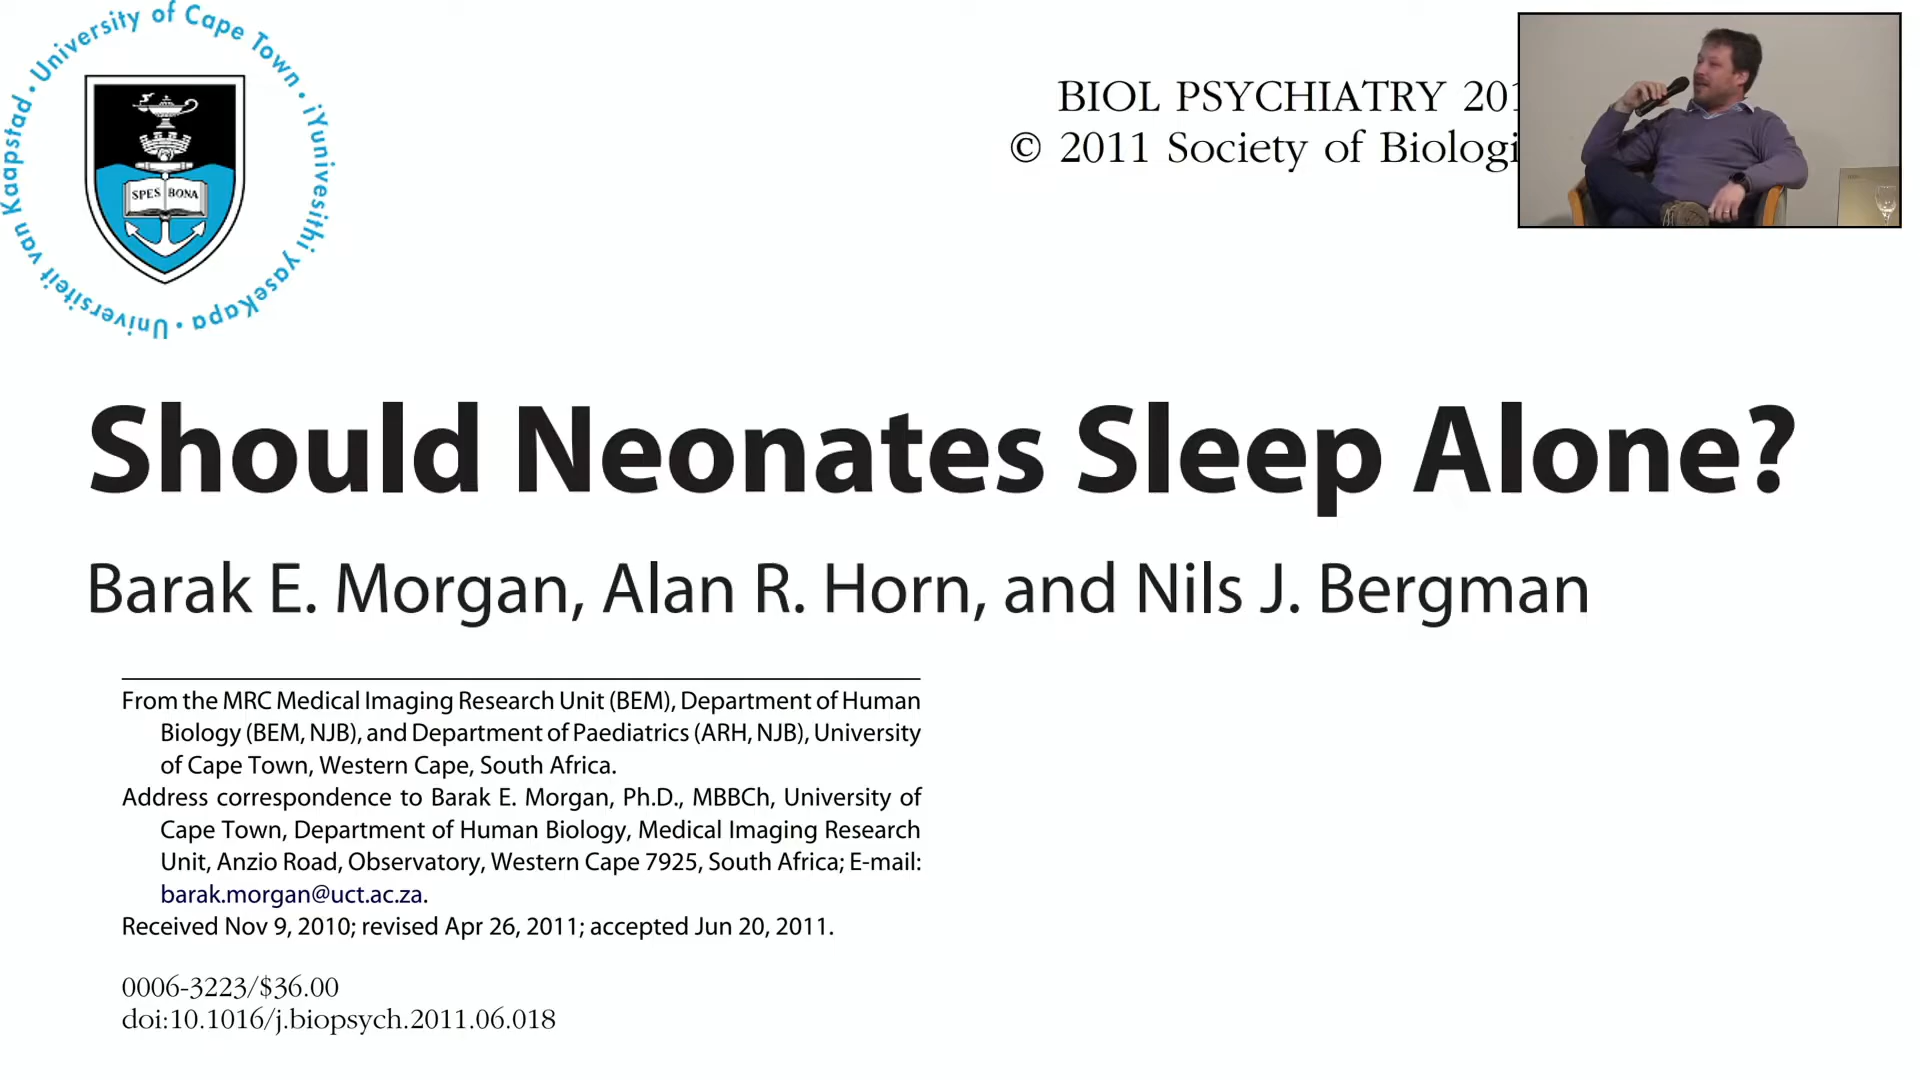 University of Cape Town · iYunivesithi yaseKapa · Universiteit van Kaapstad ·
SPES BONA
BIOL PSYCHIATRY
© 2011 Society of
Should Neonates Sleep Alone?
Barak E. Morgan, Alan R. Horn, and Nils J. Bergman
From the MRC Medical Imaging Research Unit (BEM), Department of Human
Biology (BEM, NJB), and Department of Paediatrics (ARH, NJB), University
of Cape Town, Western Cape, South Africa.
Address correspondence to Barak E. Morgan, Ph.D., MBBCh, University of
Cape Town, Department of Human Biology, Medical Imaging Research
Unit, Anzio Road, Observatory, Western Cape 7925, South Africa; E-mail:
barak.morgan@uct.ac.za.
Received Nov 9, 2010; revised Apr 26, 2011; accepted Jun 20, 2011.
0006-3223/$36.00
doi:10.1016/j.biopsych.2011.06.018